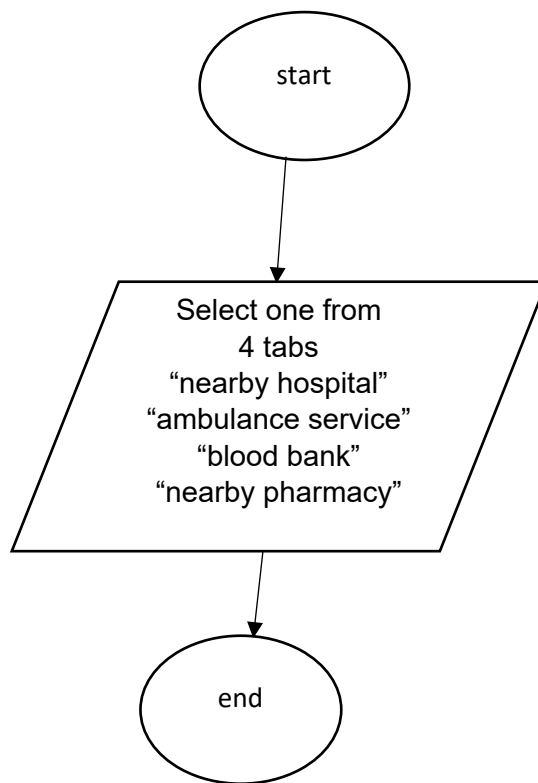 start
Select one from
4 tabs
“nearby hospital”
“ambulance service”
“blood bank”
“nearby pharmacy”
end